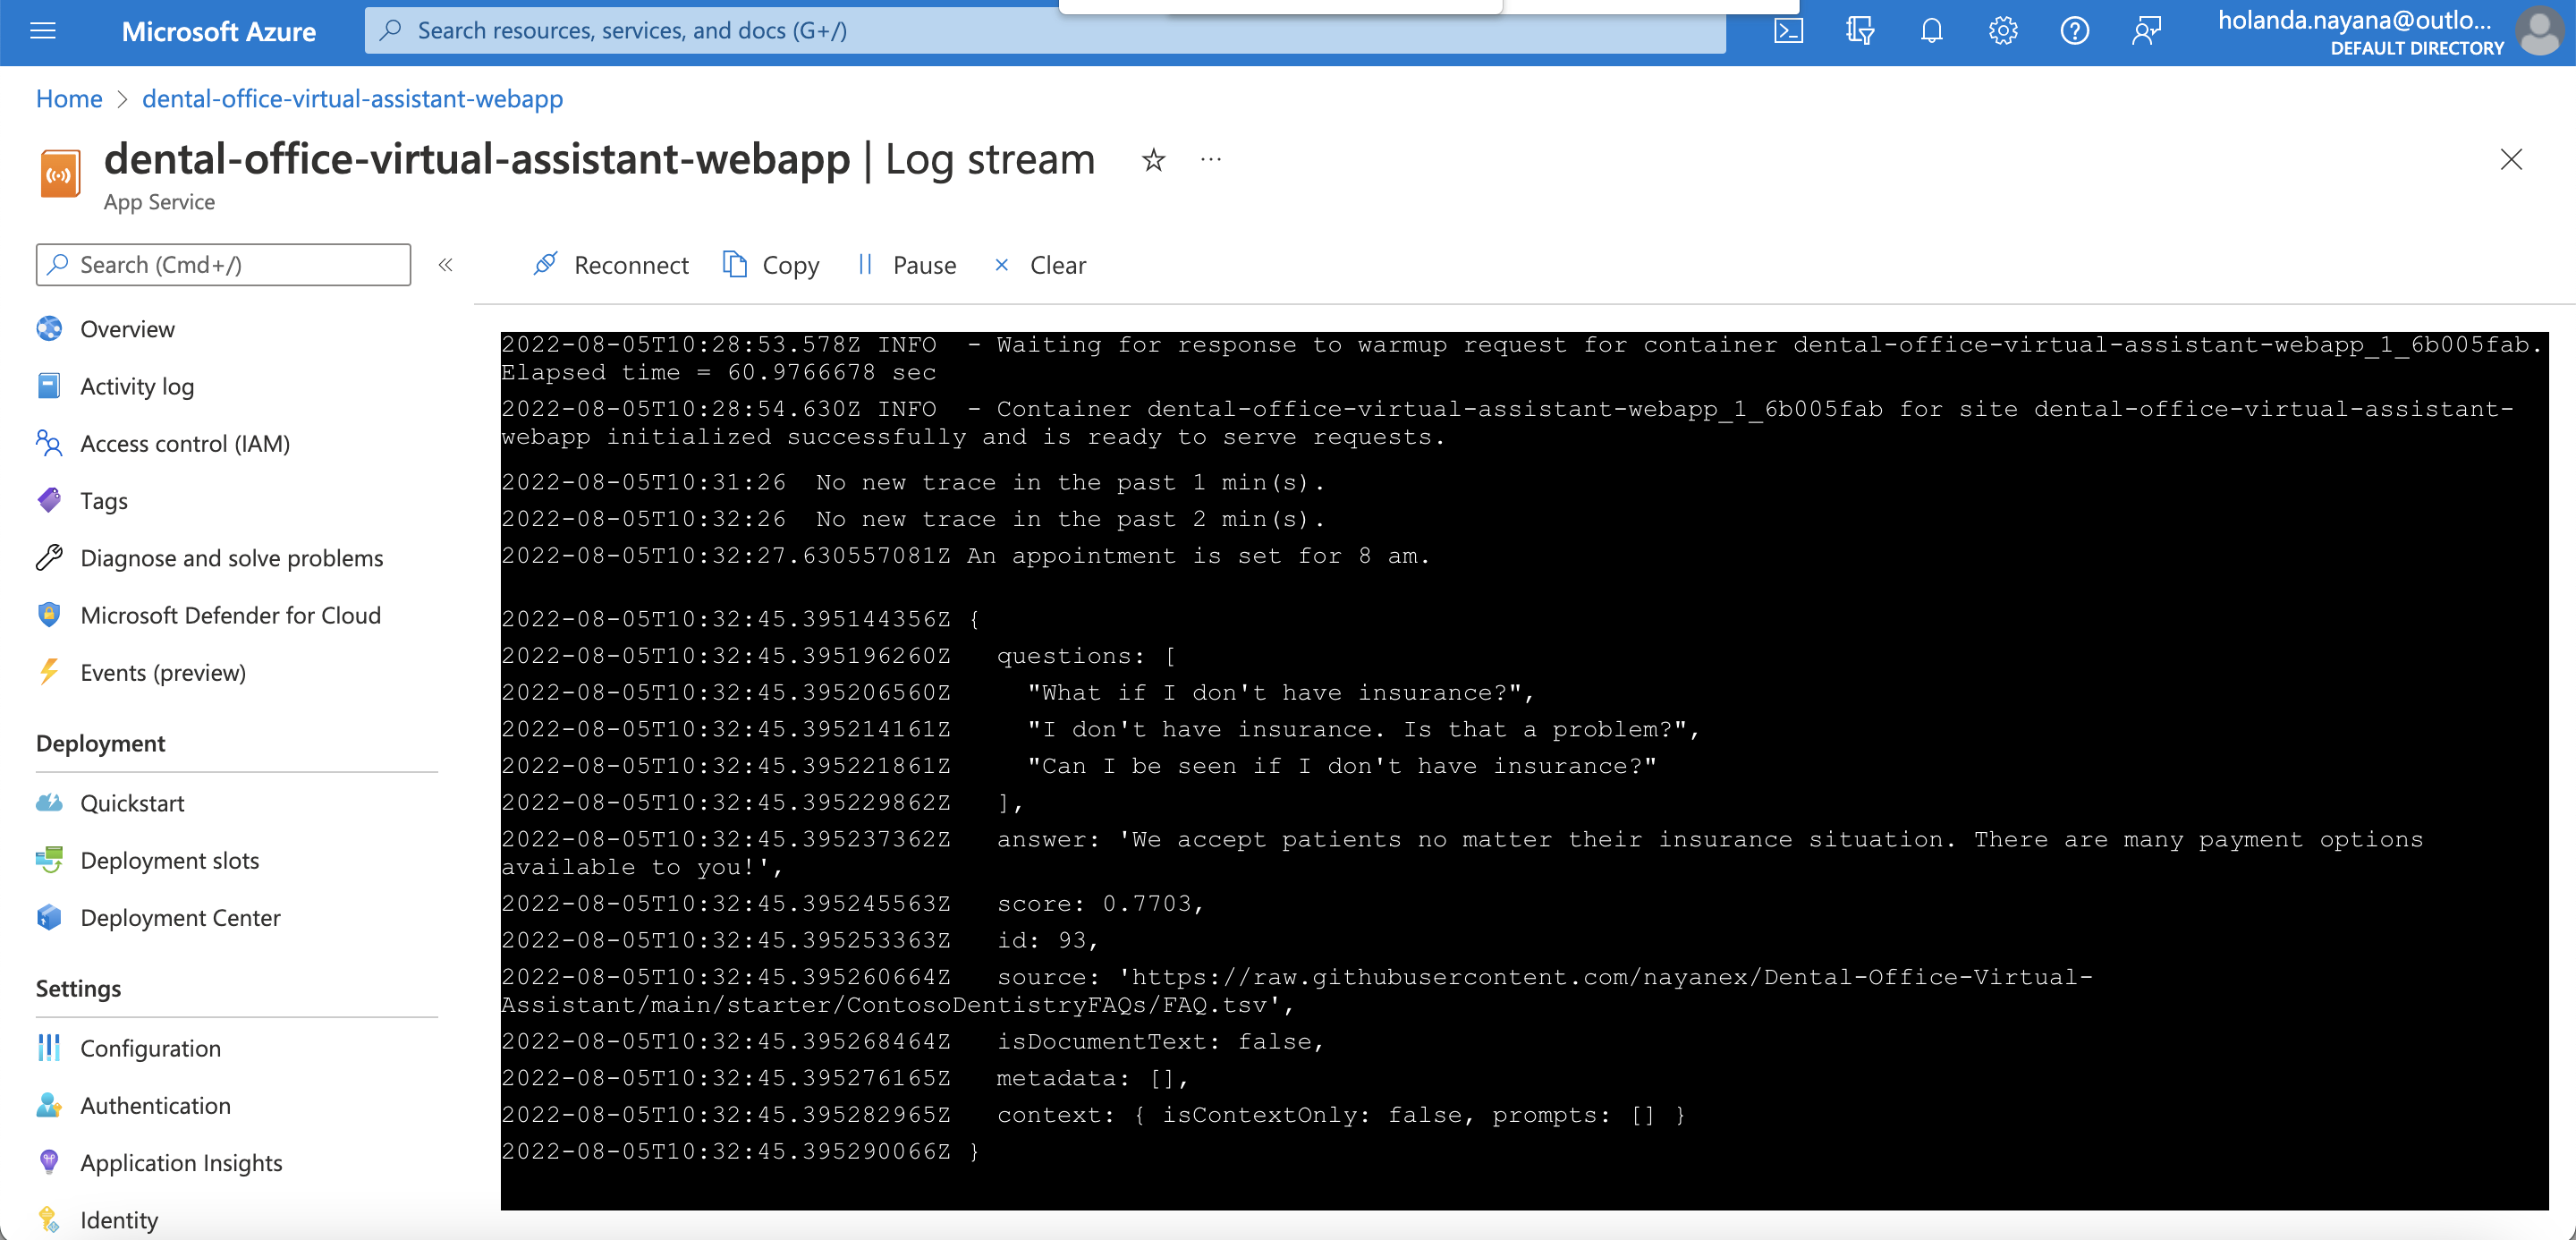 Microsoft Azure
Search resources, services, and docs (G+/)
holanda.nayana@outlo...
DEFAULT DIRECTORY
Home > dental-office-virtual-assistant-webapp
dental-office-virtual-assistant-webapp | Log stream
App Service
Search (Cmd+/)
Reconnect Copy Pause Clear
Overview
Activity log
Access control (IAM)
Tags
Diagnose and solve problems
Microsoft Defender for Cloud
Events (preview)
Deployment
Quickstart
Deployment slots
Deployment Center
Settings
Configuration
Authentication
Application Insights
Identity
2022-08-05T10:28:53.578Z INFO  - Waiting for response to warmup request for container dental-office-virtual-assistant-webapp_1_6b005fab.
Elapsed time = 60.9766678 sec
2022-08-05T10:28:54.630Z INFO  - Container dental-office-virtual-assistant-webapp_1_6b005fab for site dental-office-virtual-assistant-
webapp initialized successfully and is ready to serve requests.
2022-08-05T10:31:26  No new trace in the past 1 min(s).
2022-08-05T10:32:26  No new trace in the past 2 min(s).
2022-08-05T10:32:27.630557081Z An appointment is set for 8 am.
2022-08-05T10:32:45.395144356Z {
2022-08-05T10:32:45.395196260Z   questions: [
2022-08-05T10:32:45.395206560Z     "What if I don't have insurance?",
2022-08-05T10:32:45.395214161Z     "I don't have insurance. Is that a problem?",
2022-08-05T10:32:45.395221861Z     "Can I be seen if I don't have insurance?"
2022-08-05T10:32:45.395229862Z   ],
2022-08-05T10:32:45.395237362Z   answer: 'We accept patients no matter their insurance situation. There are many payment options
available to you!',
2022-08-05T10:32:45.395245563Z   score: 0.7703,
2022-08-05T10:32:45.395253363Z   id: 93,
2022-08-05T10:32:45.395260664Z   source: 'https://raw.githubusercontent.com/nayanex/Dental-Office-Virtual-
Assistant/main/starter/ContosoDentistryFAQs/FAQ.tsv',
2022-08-05T10:32:45.395268464Z   isDocumentText: false,
2022-08-05T10:32:45.395276165Z   metadata: [],
2022-08-05T10:32:45.395282965Z   context: { isContextOnly: false, prompts: [] }
2022-08-05T10:32:45.395290066Z }